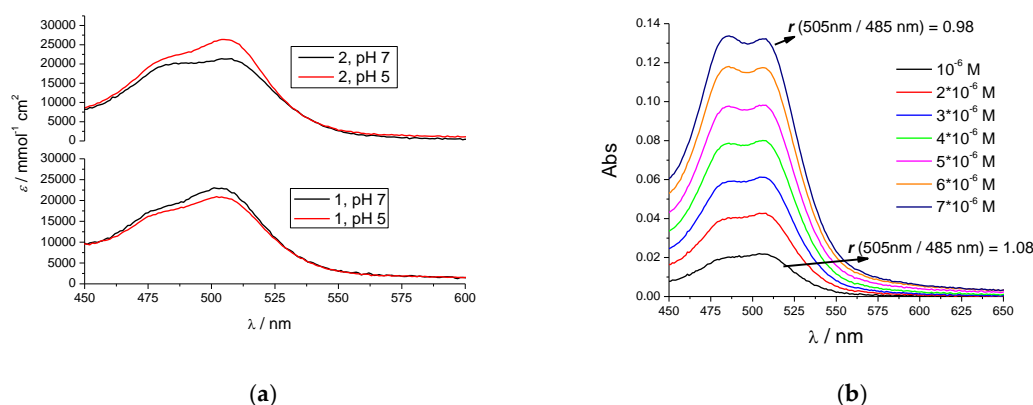 30000
25000
20000
15000
10000
5000
0
2, pH 7
2, pH 5
30000
25000
20000
15000
10000
5000
0
1, pH 7
1, pH 5
ε / mmol⁻¹ cm²
450 475 500 525 550 575 600
λ / nm
(a)
0.14
0.12
0.10
0.08
0.06
0.04
0.02
0.00
Abs
r (505nm / 485 nm) = 0.98
10⁻⁶ M
2*10⁻⁶ M
3*10⁻⁶ M
4*10⁻⁶ M
5*10⁻⁶ M
6*10⁻⁶ M
7*10⁻⁶ M
r (505nm / 485 nm) = 1.08
450 475 500 525 550 575 600 625 650
λ / nm
(b)